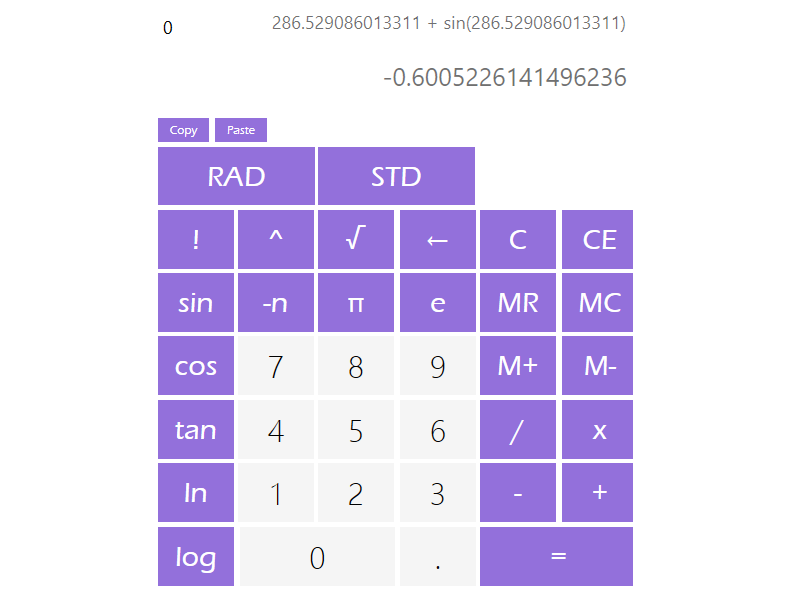 0
286.529086013311 + sin(286.529086013311)
-0.6005226141496236
Copy Paste
RAD STD
! ^ √ ← C CE
sin -n π e MR MC
cos 7 8 9 M+ M-
tan 4 5 6 / x
ln 1 2 3 - +
log 0 . =